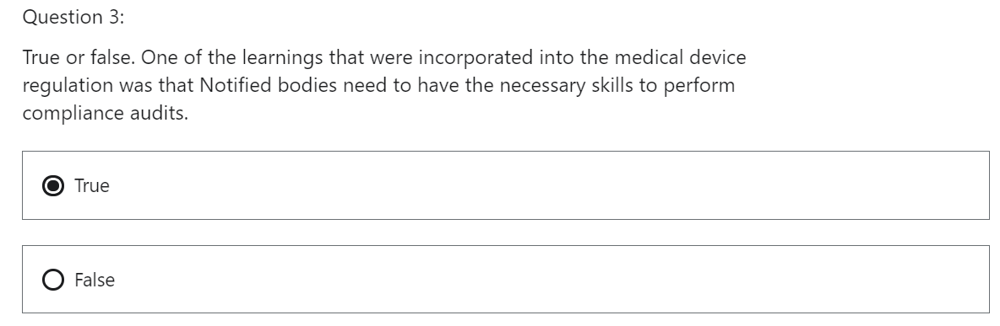 Question 3:
True or false. One of the learnings that were incorporated into the medical device
regulation was that Notified bodies need to have the necessary skills to perform
compliance audits.
True
False